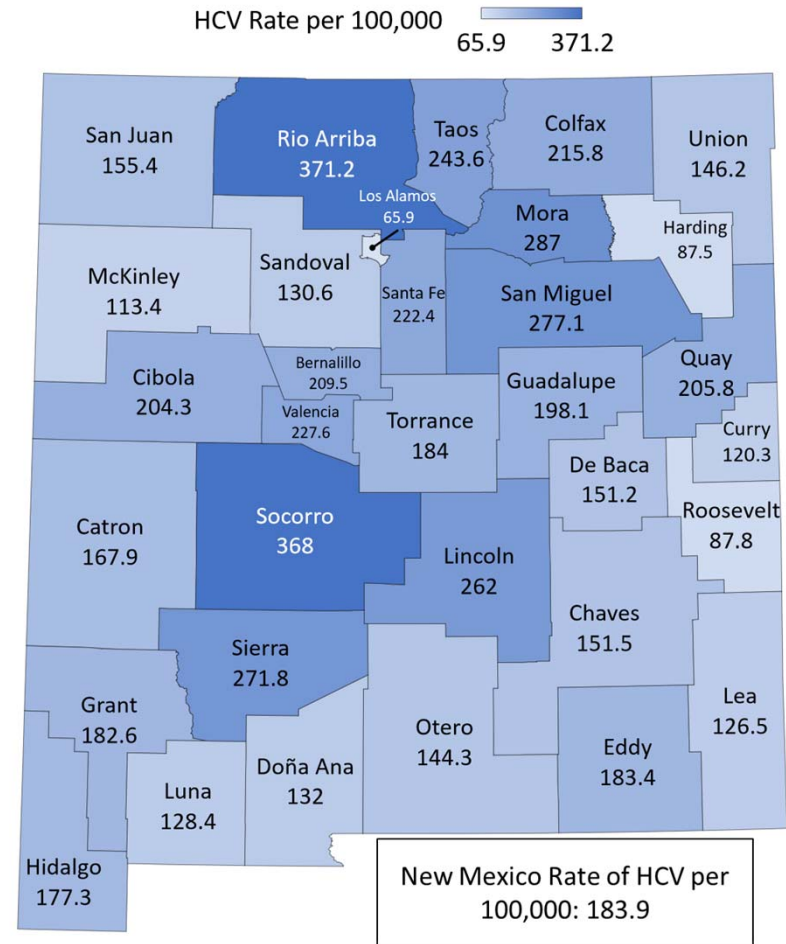 HCV Rate per 100,000
65.9 371.2
San Juan
155.4
Rio Arriba
371.2
Taos
243.6
Colfax
215.8
Union
146.2
Los Alamos
65.9
Mora
287
Harding
87.5
McKinley
113.4
Sandoval
130.6
Santa Fe
222.4
San Miguel
277.1
Cibola
204.3
Bernalillo
209.5
Valencia
227.6
Torrance
184
Guadalupe
198.1
Quay
205.8
Curry
120.3
De Baca
151.2
Roosevelt
87.8
Catron
167.9
Socorro
368
Lincoln
262
Chaves
151.5
Sierra
271.8
Grant
182.6
Otero
144.3
Lea
126.5
Eddy
183.4
Luna
128.4
Doña Ana
132
Hidalgo
177.3
New Mexico Rate of HCV per
100,000: 183.9